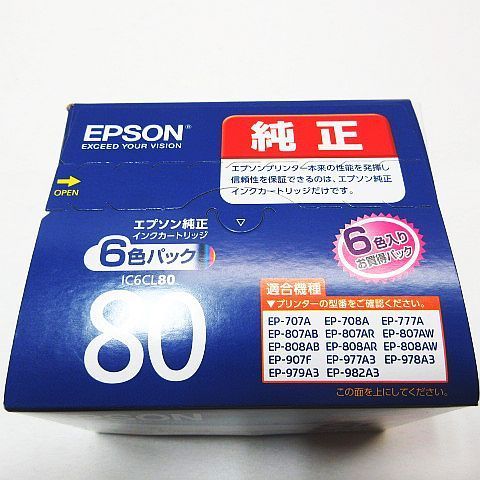 EPSON®
EXCEED YOUR VISION
純正
エプソンプリンター本来の性能を発揮し
信頼性を保証できるのは、エプソン純正
インクカートリッジだけです。
OPEN
エプソン純正
インクカートリッジ
6色パック
IC6CL80
80
6色入り
お買得パック
適合機種
▼プリンターの型番をご確認ください。
EP-707A EP-708A EP-777A
EP-807AB EP-807AR EP-807AW
EP-808AB EP-808AR EP-808AW
EP-907F EP-977A3 EP-978A3
EP-979A3 EP-982A3
この面を上にしてください。